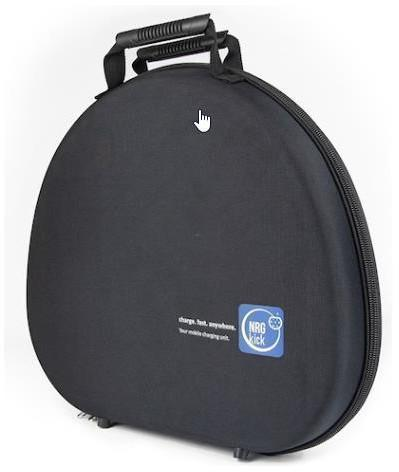 charge. fast. anywhere.
Your mobile charging unit.
NRG
kick